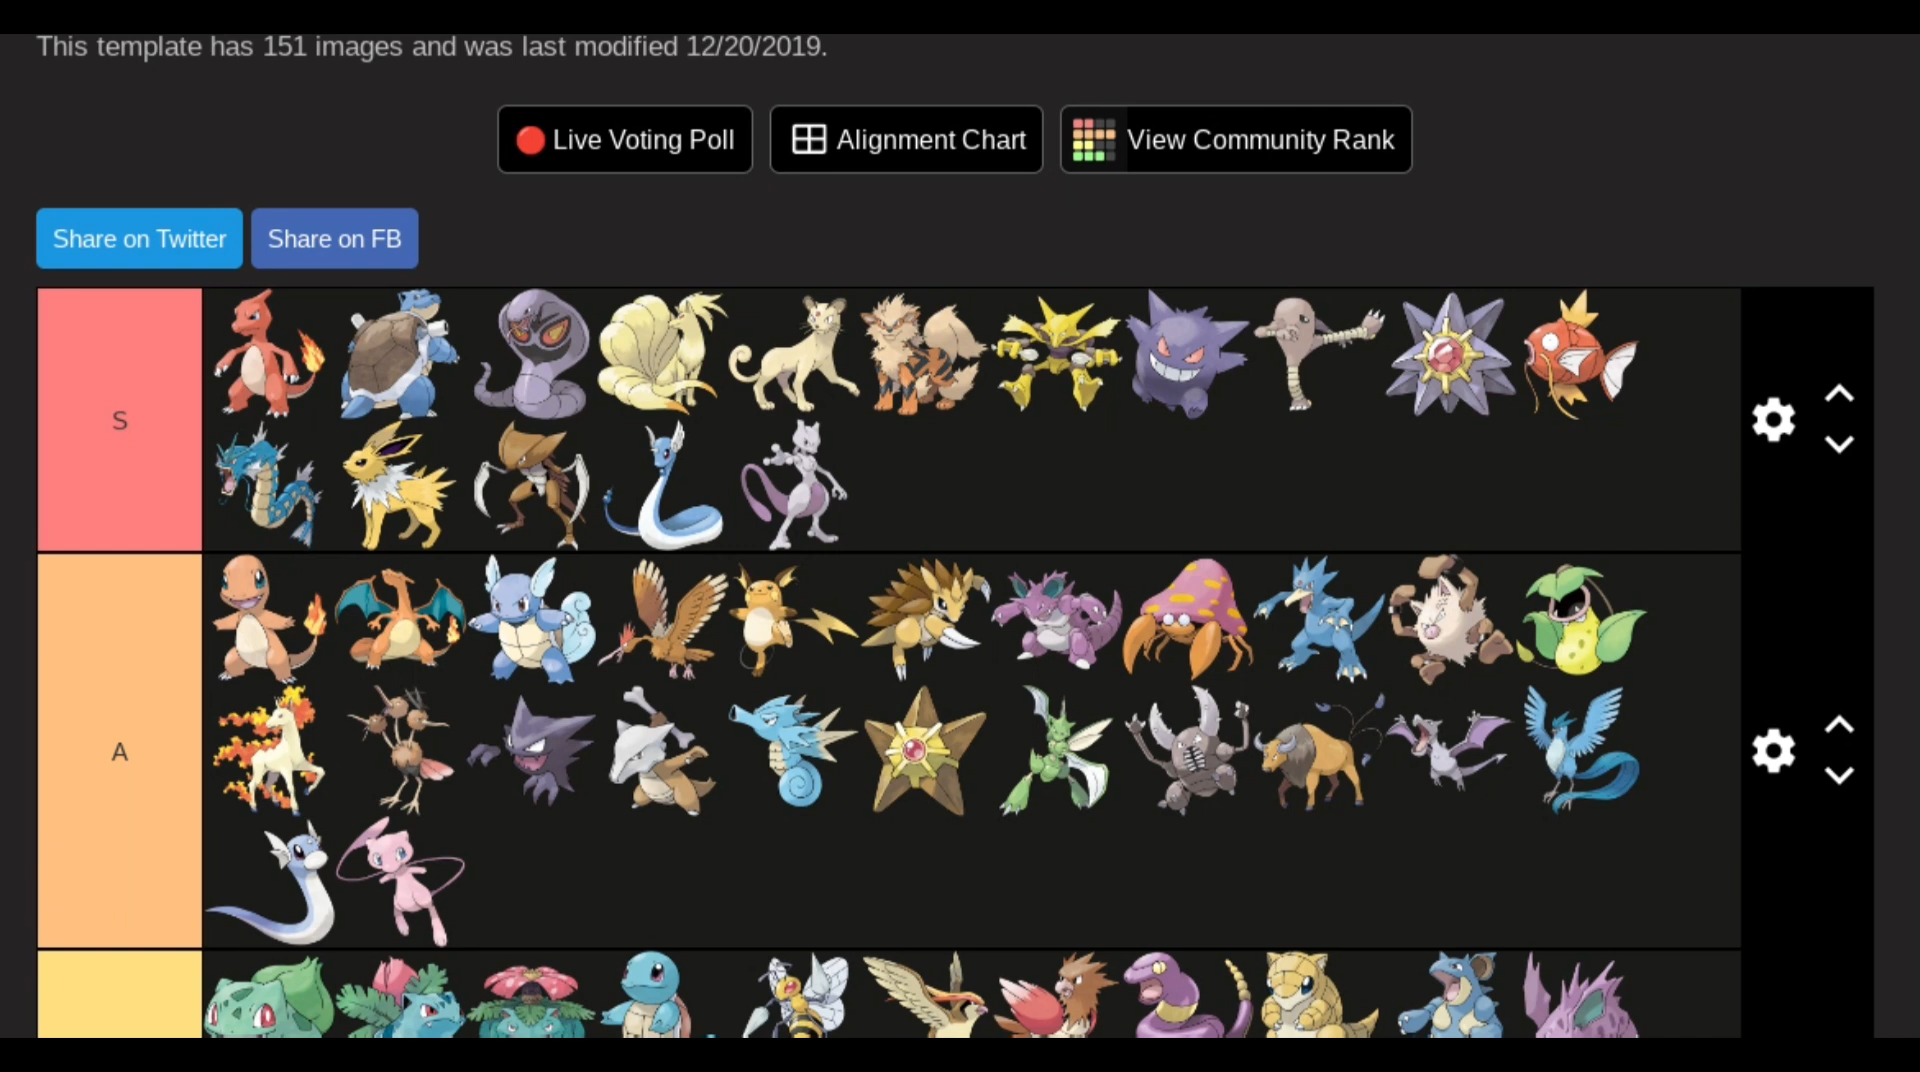 This template has 151 images and was last modified 12/20/2019.
Live Voting Poll
Alignment Chart
View Community Rank
Share on Twitter
Share on FB
S
A